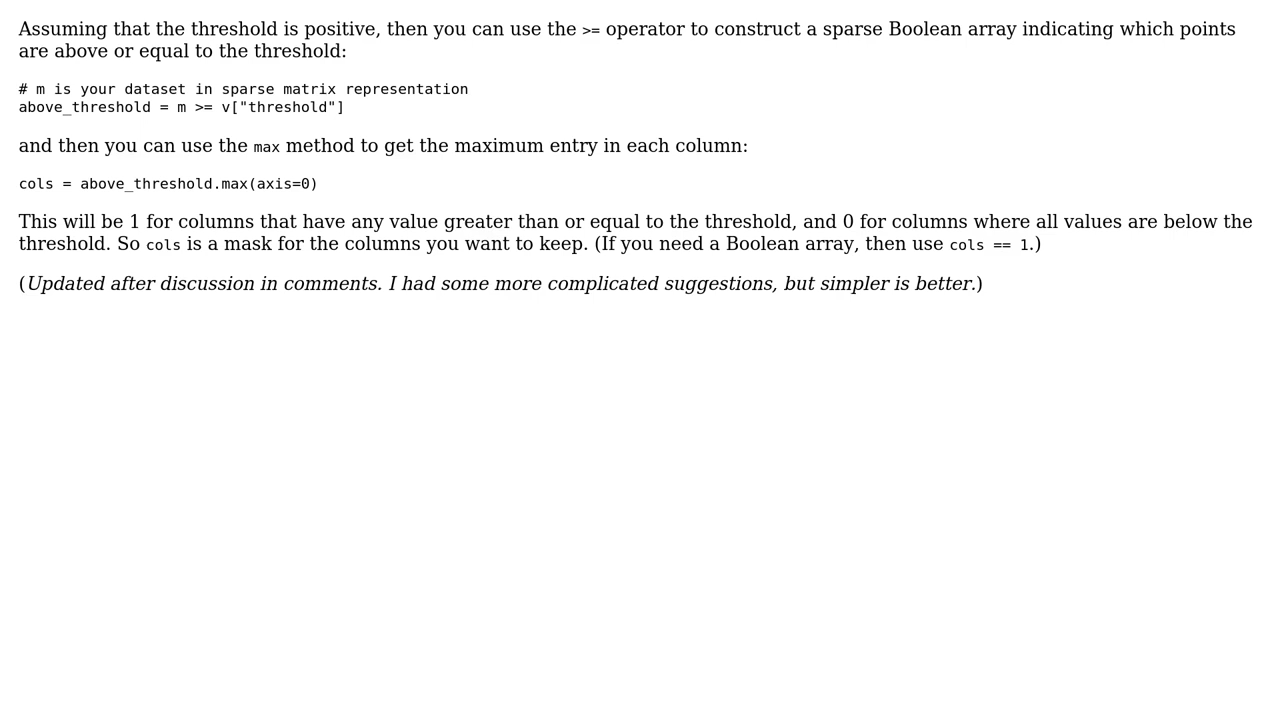 Assuming that the threshold is positive, then you can use the >= operator to construct a sparse Boolean array indicating which points
are above or equal to the threshold:
# m is your dataset in sparse matrix representation
above_threshold = m >= v["threshold"]
and then you can use the max method to get the maximum entry in each column:
cols = above_threshold.max(axis=0)
This will be 1 for columns that have any value greater than or equal to the threshold, and 0 for columns where all values are below the
threshold. So cols is a mask for the columns you want to keep. (If you need a Boolean array, then use cols == 1.)
(Updated after discussion in comments. I had some more complicated suggestions, but simpler is better.)